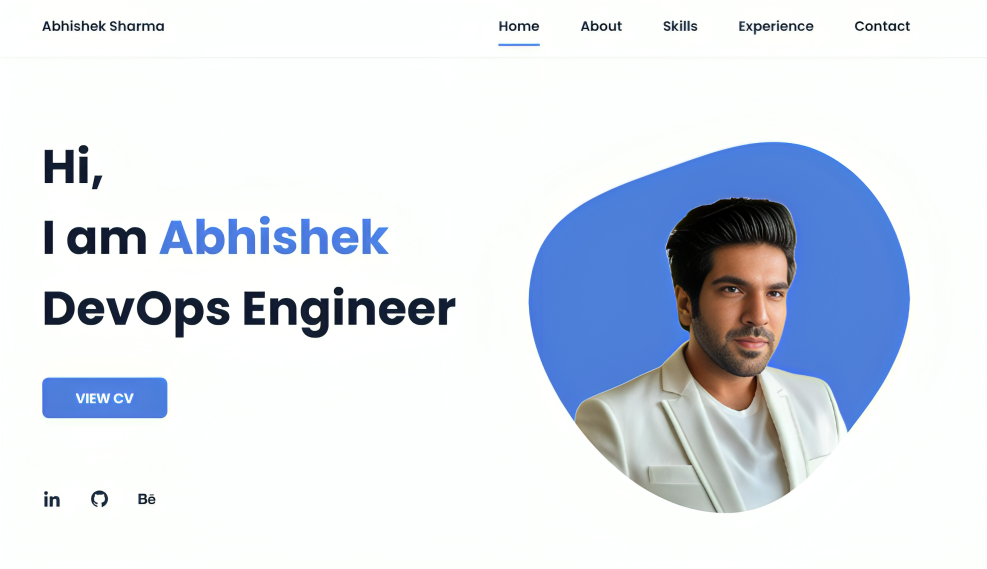 Abhishek Sharma
Home About Skills Experience Contact
Hi,
I am Abhishek
DevOps Engineer
VIEW CV
in
Bē